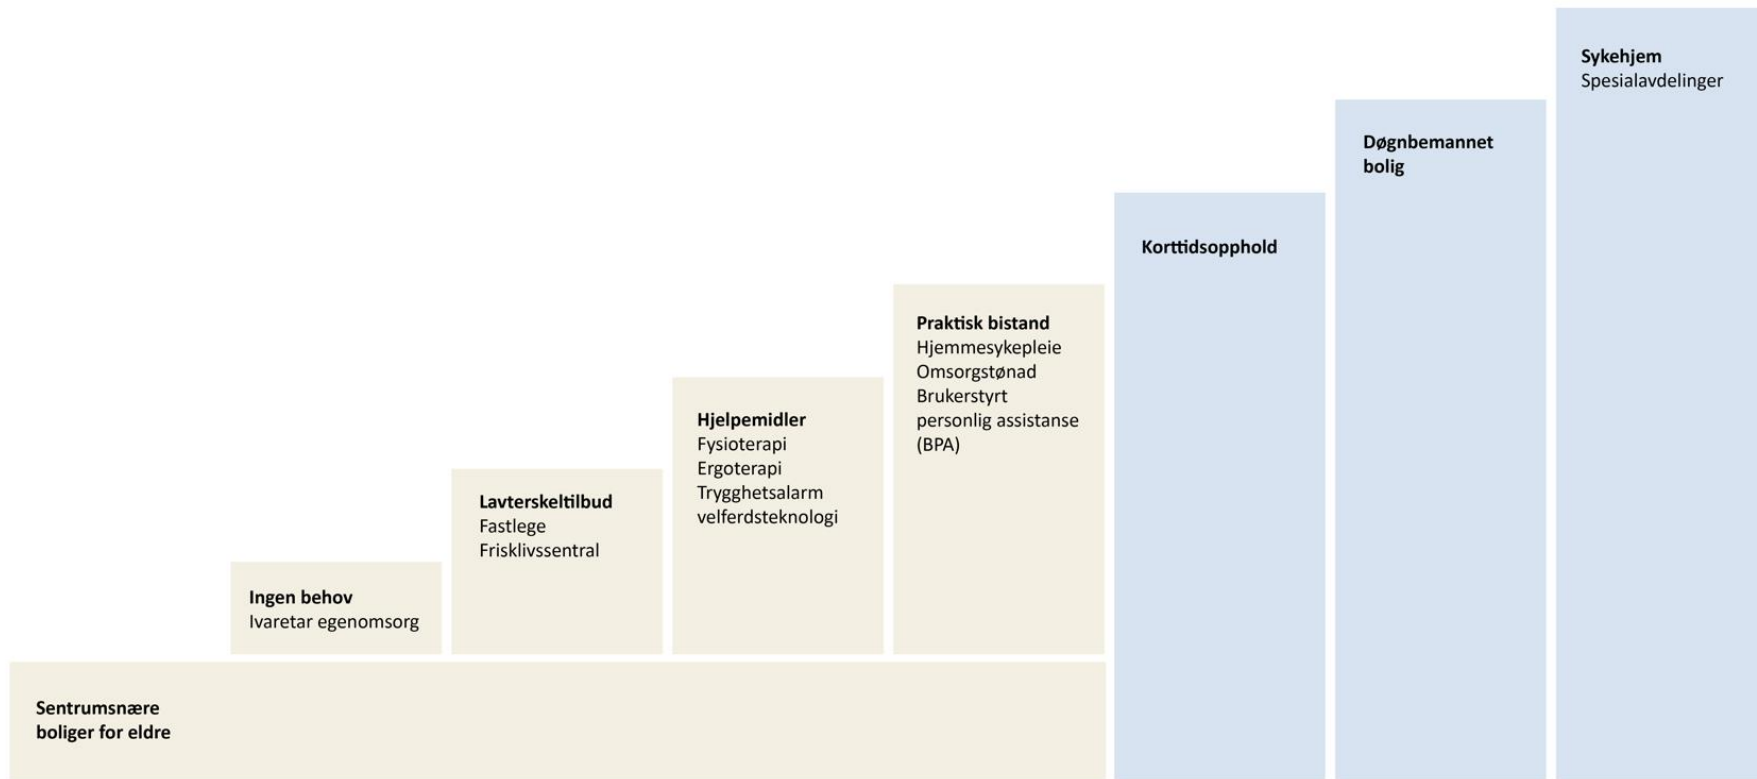 Sykehjem
Spesialavdelinger
Døgnbemannet
bolig
Korttidsopphold
Praktisk bistand
Hjemmesykepleie
Omsorgstønad
Brukerstyrt
personlig assistanse
(BPA)
Hjelpemidler
Fysioterapi
Ergoterapi
Trygghetsalarm
velferdsteknologi
Lavterskeltilbud
Fastlege
Frisklivssentral
Ingen behov
Ivaretar egenomsorg
Sentrumsnære
boliger for eldre